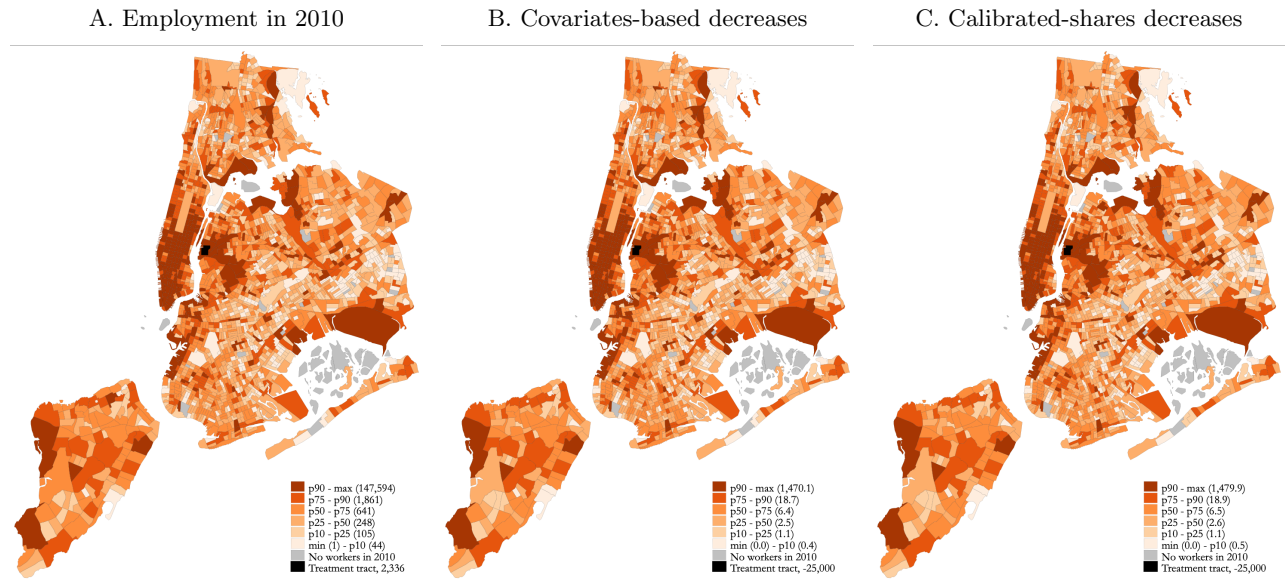 A. Employment in 2010
p90 - max (147,594)
p75 - p90 (1,861)
p50 - p75 (641)
p25 - p50 (248)
p10 - p25 (105)
min (1) - p10 (44)
No workers in 2010
Treatment tract, 2,336
B. Covariates-based decreases
p90 - max (1,470.1)
p75 - p90 (18.7)
p50 - p75 (6.4)
p25 - p50 (2.5)
p10 - p25 (1.1)
min (0.0) - p10 (0.4)
No workers in 2010
Treatment tract, -25,000
C. Calibrated-shares decreases
p90 - max (1,479.9)
p75 - p90 (18.9)
p50 - p75 (6.5)
p25 - p50 (2.6)
p10 - p25 (1.1)
min (0.0) - p10 (0.5)
No workers in 2010
Treatment tract, -25,000